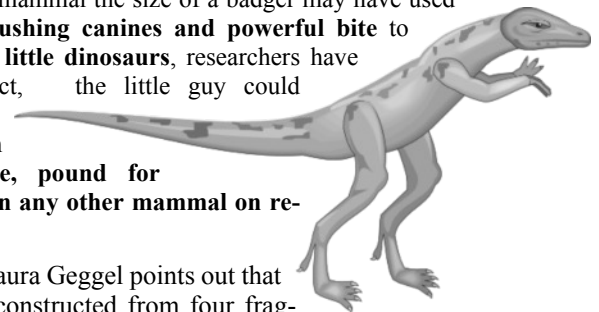 mammal the size of a badger may have used
ushing canines and powerful bite to
little dinosaurs, researchers have
ct, the little guy could
e, pound for
n any other mammal on re-
aura Geggel points out that
constructed from four frag-